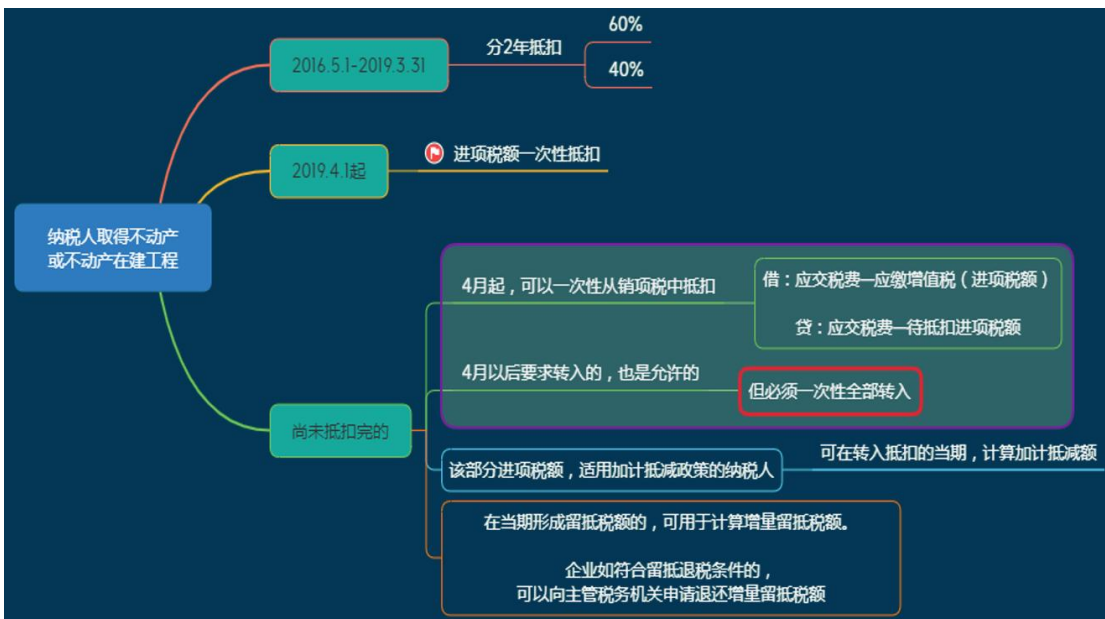 纳税人取得不动产
或不动产在建工程
2016.5.1-2019.3.31
分2年抵扣
60%
40%
2019.4.1起
进项税额一次性抵扣
尚未抵扣完的
4月起，可以一次性从销项税中抵扣
借：应交税费—应缴增值税（进项税额）
贷：应交税费—待抵扣进项税额
4月以后要求转入的，也是允许的
但必须一次性全部转入
该部分进项税额，适用加计抵减政策的纳税人
可在转入抵扣的当期，计算加计抵减额
在当期形成留抵税额的，可用于计算增量留抵税额。
企业如符合留抵退税条件的，
可以向主管税务机关申请退还增量留抵税额